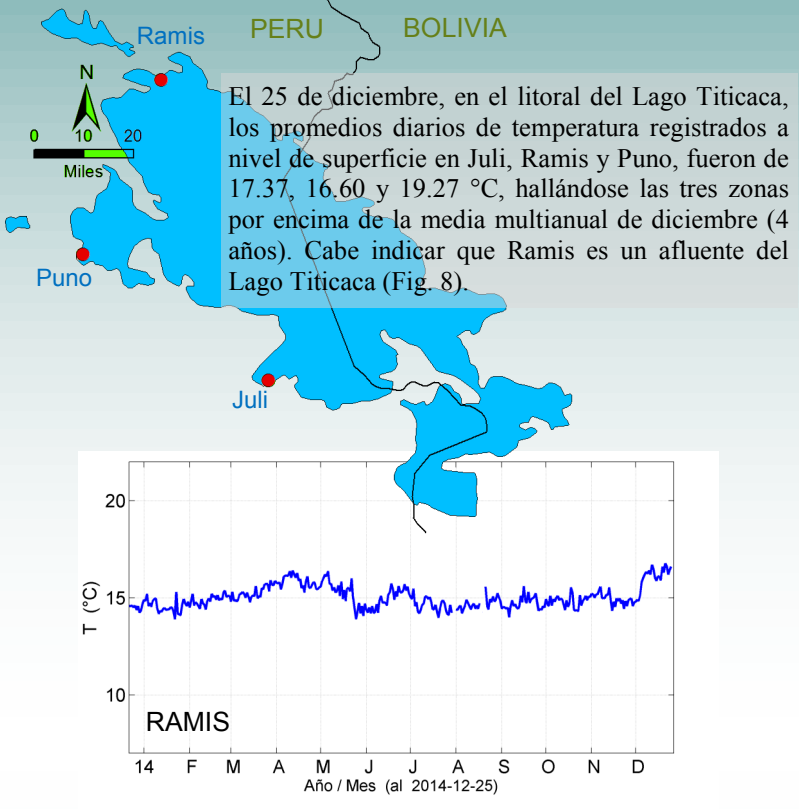 PERU
BOLIVIA
Ramis
N
0 10 20
Miles
El 25 de diciembre, en el litoral del Lago Titicaca,
los promedios diarios de temperatura registrados a
nivel de superficie en Juli, Ramis y Puno, fueron de
17.37, 16.60 y 19.27 °C, hallándose las tres zonas
por encima de la media multianual de diciembre (4
años). Cabe indicar que Ramis es un afluente del
Lago Titicaca (Fig. 8).
Puno
Juli
20
15
10
T (°C)
RAMIS
14 F M A M J J A S O N D
Año / Mes (al 2014-12-25)